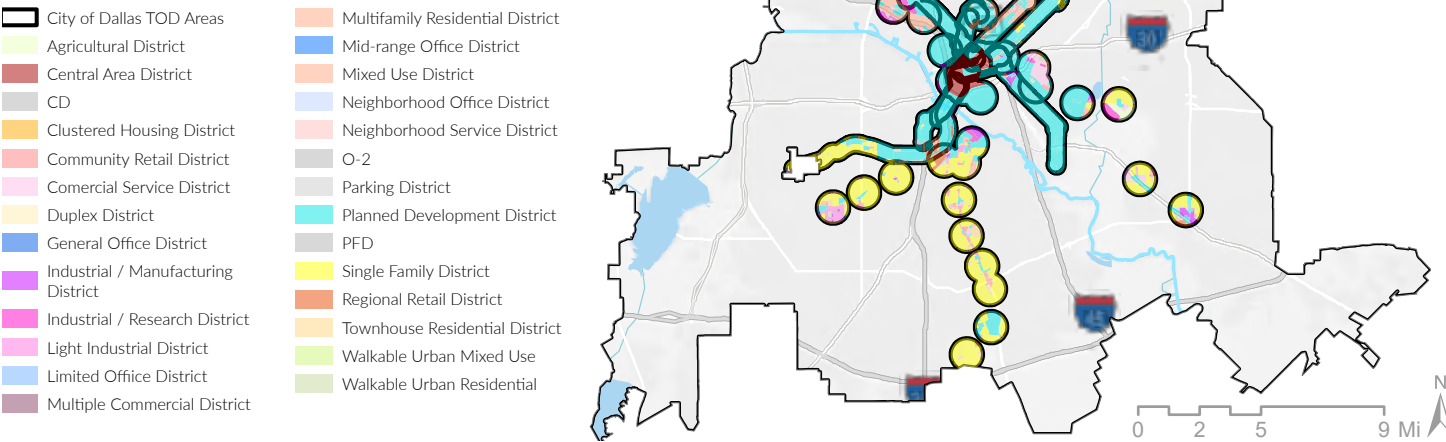 City of Dallas TOD Areas
Agricultural District
Central Area District
CD
Clustered Housing District
Community Retail District
Comercial Service District
Duplex District
General Office District
Industrial / Manufacturing
District
Industrial / Research District
Light Industrial District
Limited Offiice District
Multiple Commercial District
Multifamily Residential District
Mid-range Office District
Mixed Use District
Neighborhood Office District
Neighborhood Service District
O-2
Parking District
Planned Development District
PFD
Single Family District
Regional Retail District
Townhouse Residential District
Walkable Urban Mixed Use
Walkable Urban Residential
30
45
0 2 5 9 Mi
N